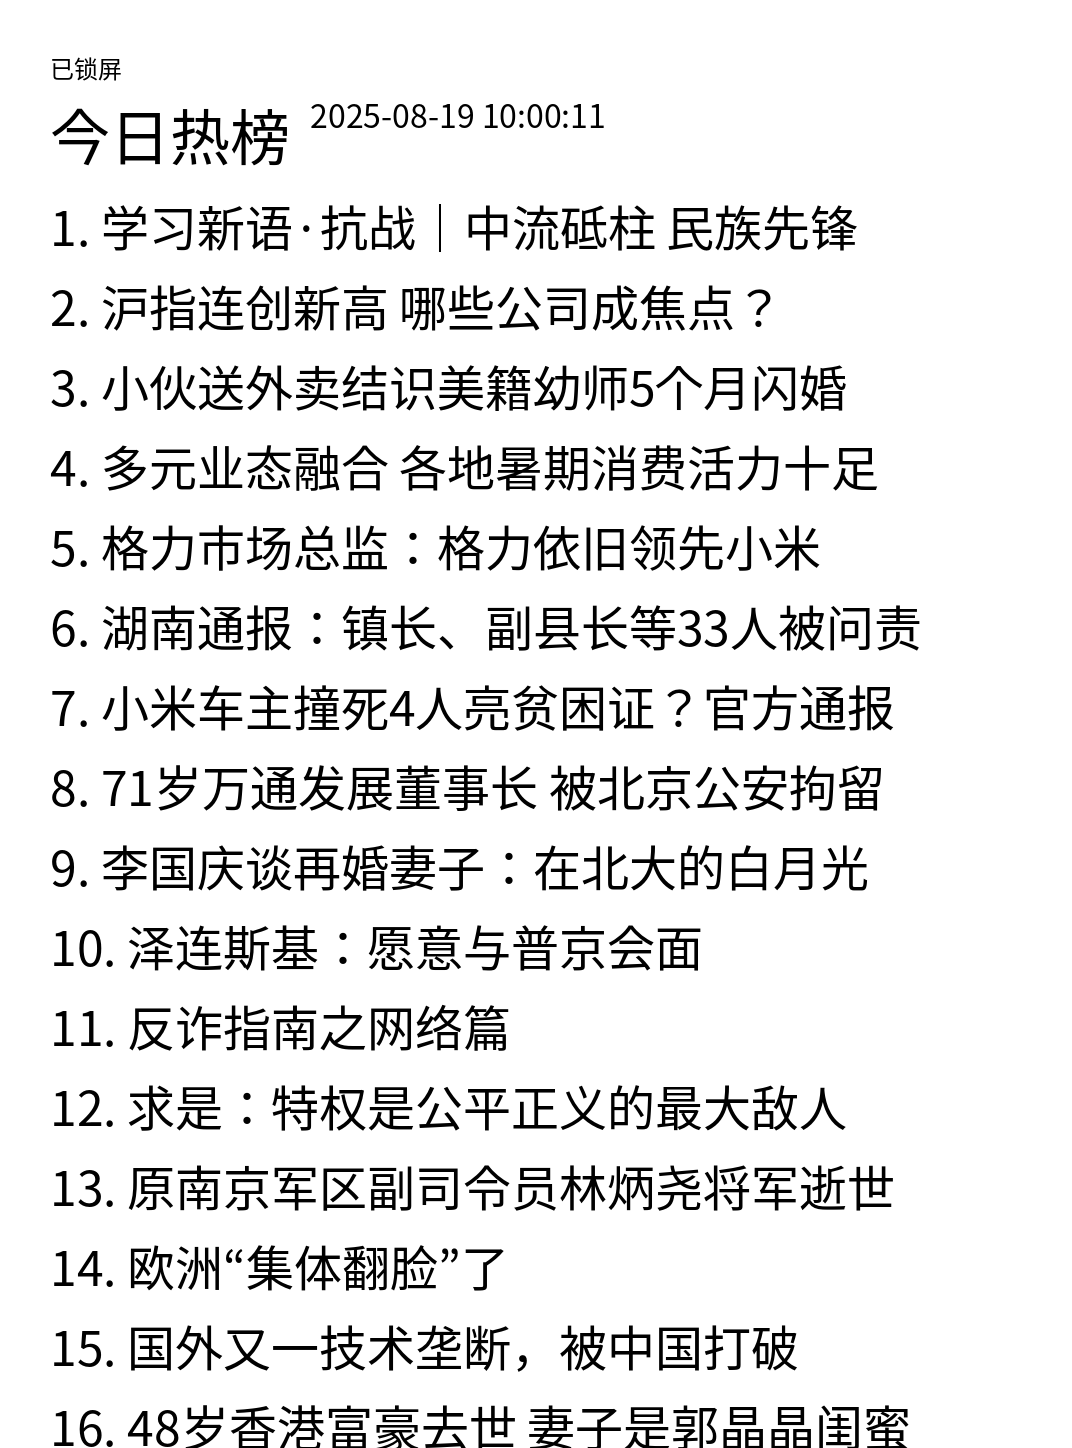 已锁屏
今日热榜 2025-08-19 10:00:11
1. 学习新语·抗战｜中流砥柱 民族先锋
2. 沪指连创新高 哪些公司成焦点？
3. 小伙送外卖结识美籍幼师5个月闪婚
4. 多元业态融合 各地暑期消费活力十足
5. 格力市场总监：格力依旧领先小米
6. 湖南通报：镇长、副县长等33人被问责
7. 小米车主撞死4人亮贫困证？官方通报
8. 71岁万通发展董事长 被北京公安拘留
9. 李国庆谈再婚妻子：在北大的白月光
10. 泽连斯基：愿意与普京会面
11. 反诈指南之网络篇
12. 求是：特权是公平正义的最大敌人
13. 原南京军区副司令员林炳尧将军逝世
14. 欧洲“集体翻脸”了
15. 国外又一技术垄断，被中国打破
16. 48岁香港富豪去世 妻子是郭晶晶闺蜜